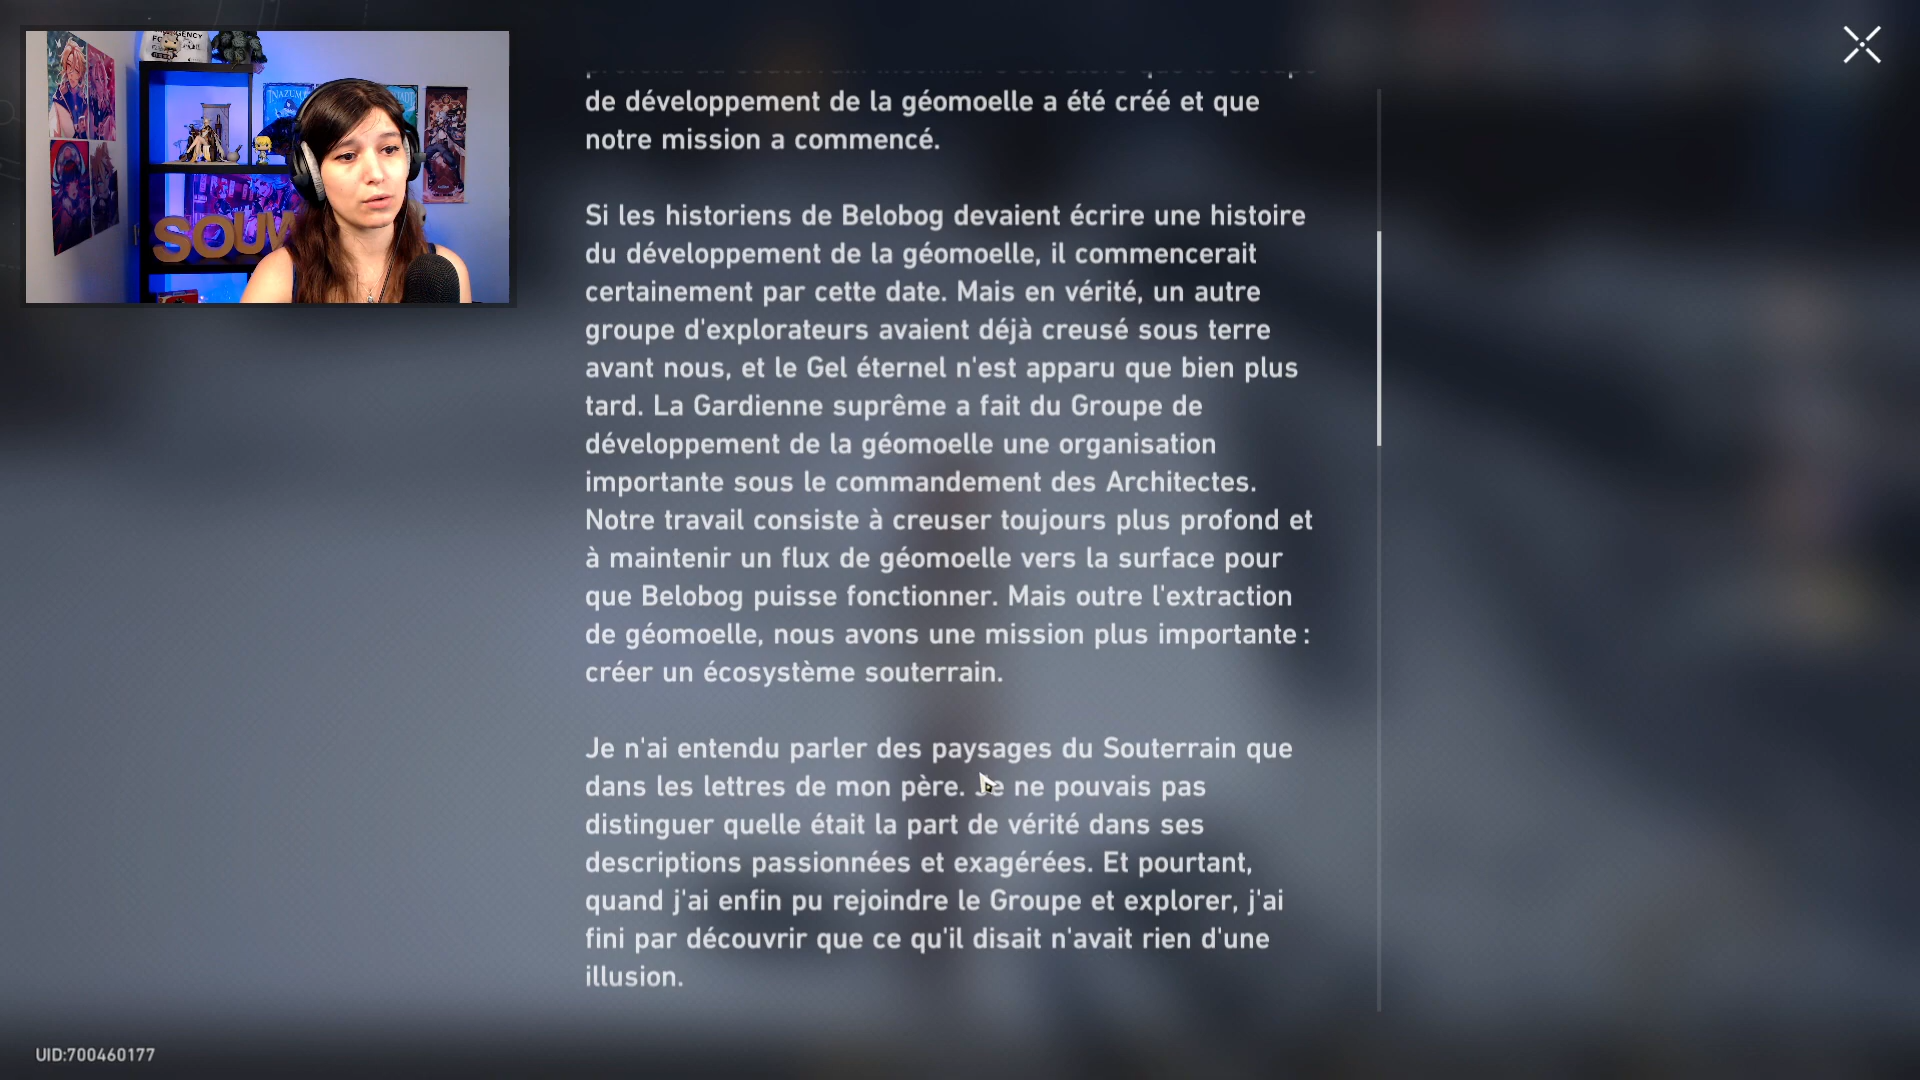 GENCY
FO
NAZUM
SOUV
de développement de la géomoelle a été créé et que
notre mission a commencé.
Si les historiens de Belobog devaient écrire une histoire
du développement de la géomoelle, il commencerait
certainement par cette date. Mais en vérité, un autre
groupe d'explorateurs avaient déjà creusé sous terre
avant nous, et le Gel éternel n'est apparu que bien plus
tard. La Gardienne suprême a fait du Groupe de
développement de la géomoelle une organisation
importante sous le commandement des Architectes.
Notre travail consiste à creuser toujours plus profond et
à maintenir un flux de géomoelle vers la surface pour
que Belobog puisse fonctionner. Mais outre l'extraction
de géomoelle, nous avons une mission plus importante :
créer un écosystème souterrain.
Je n'ai entendu parler des paysages du Souterrain que
dans les lettres de mon père. Je ne pouvais pas
distinguer quelle était la part de vérité dans ses
descriptions passionnées et exagérées. Et pourtant,
quand j'ai enfin pu rejoindre le Groupe et explorer, j'ai
fini par découvrir que ce qu'il disait n'avait rien d'une
illusion.
UID:700460177